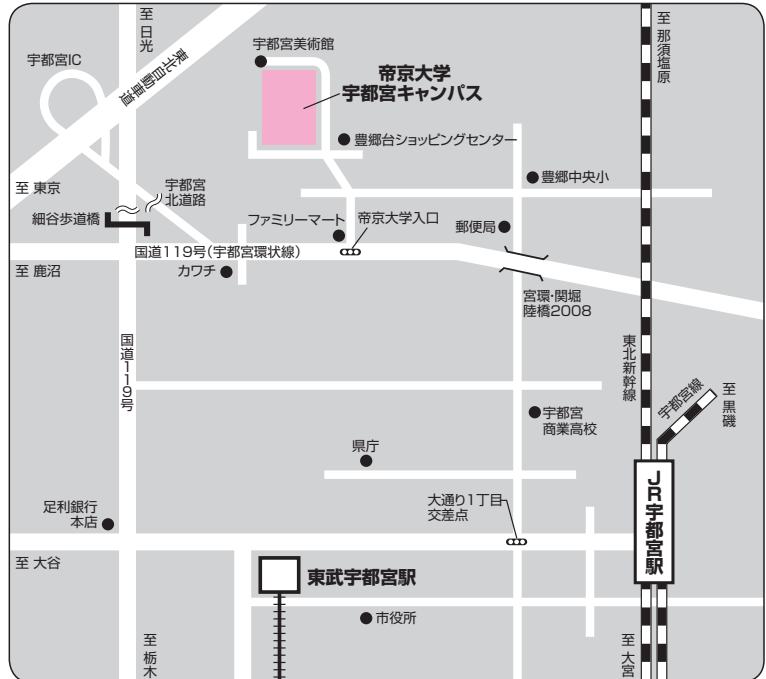 至 日光
宇都宮IC
東北自動車道
宇都宮美術館
帝京大学
宇都宮キャンパス
至 那須塩原
豊郷台ショッピングセンター
豊郷中央小
至 東京
宇都宮
北道路
細谷歩道橋
ファミリーマート
帝京大学入口
郵便局
国道119号(宇都宮環状線)
至 鹿沼
カワチ
宮環・関堀
陸橋2008
国道119号
東北新幹線
宇都宮線
至 黒磯
宇都宮
商業高校
県庁
JR宇都宮駅
足利銀行
本店
大通り1丁目
交差点
至 大谷
東武宇都宮駅
市役所
至 栃木
至 大宮